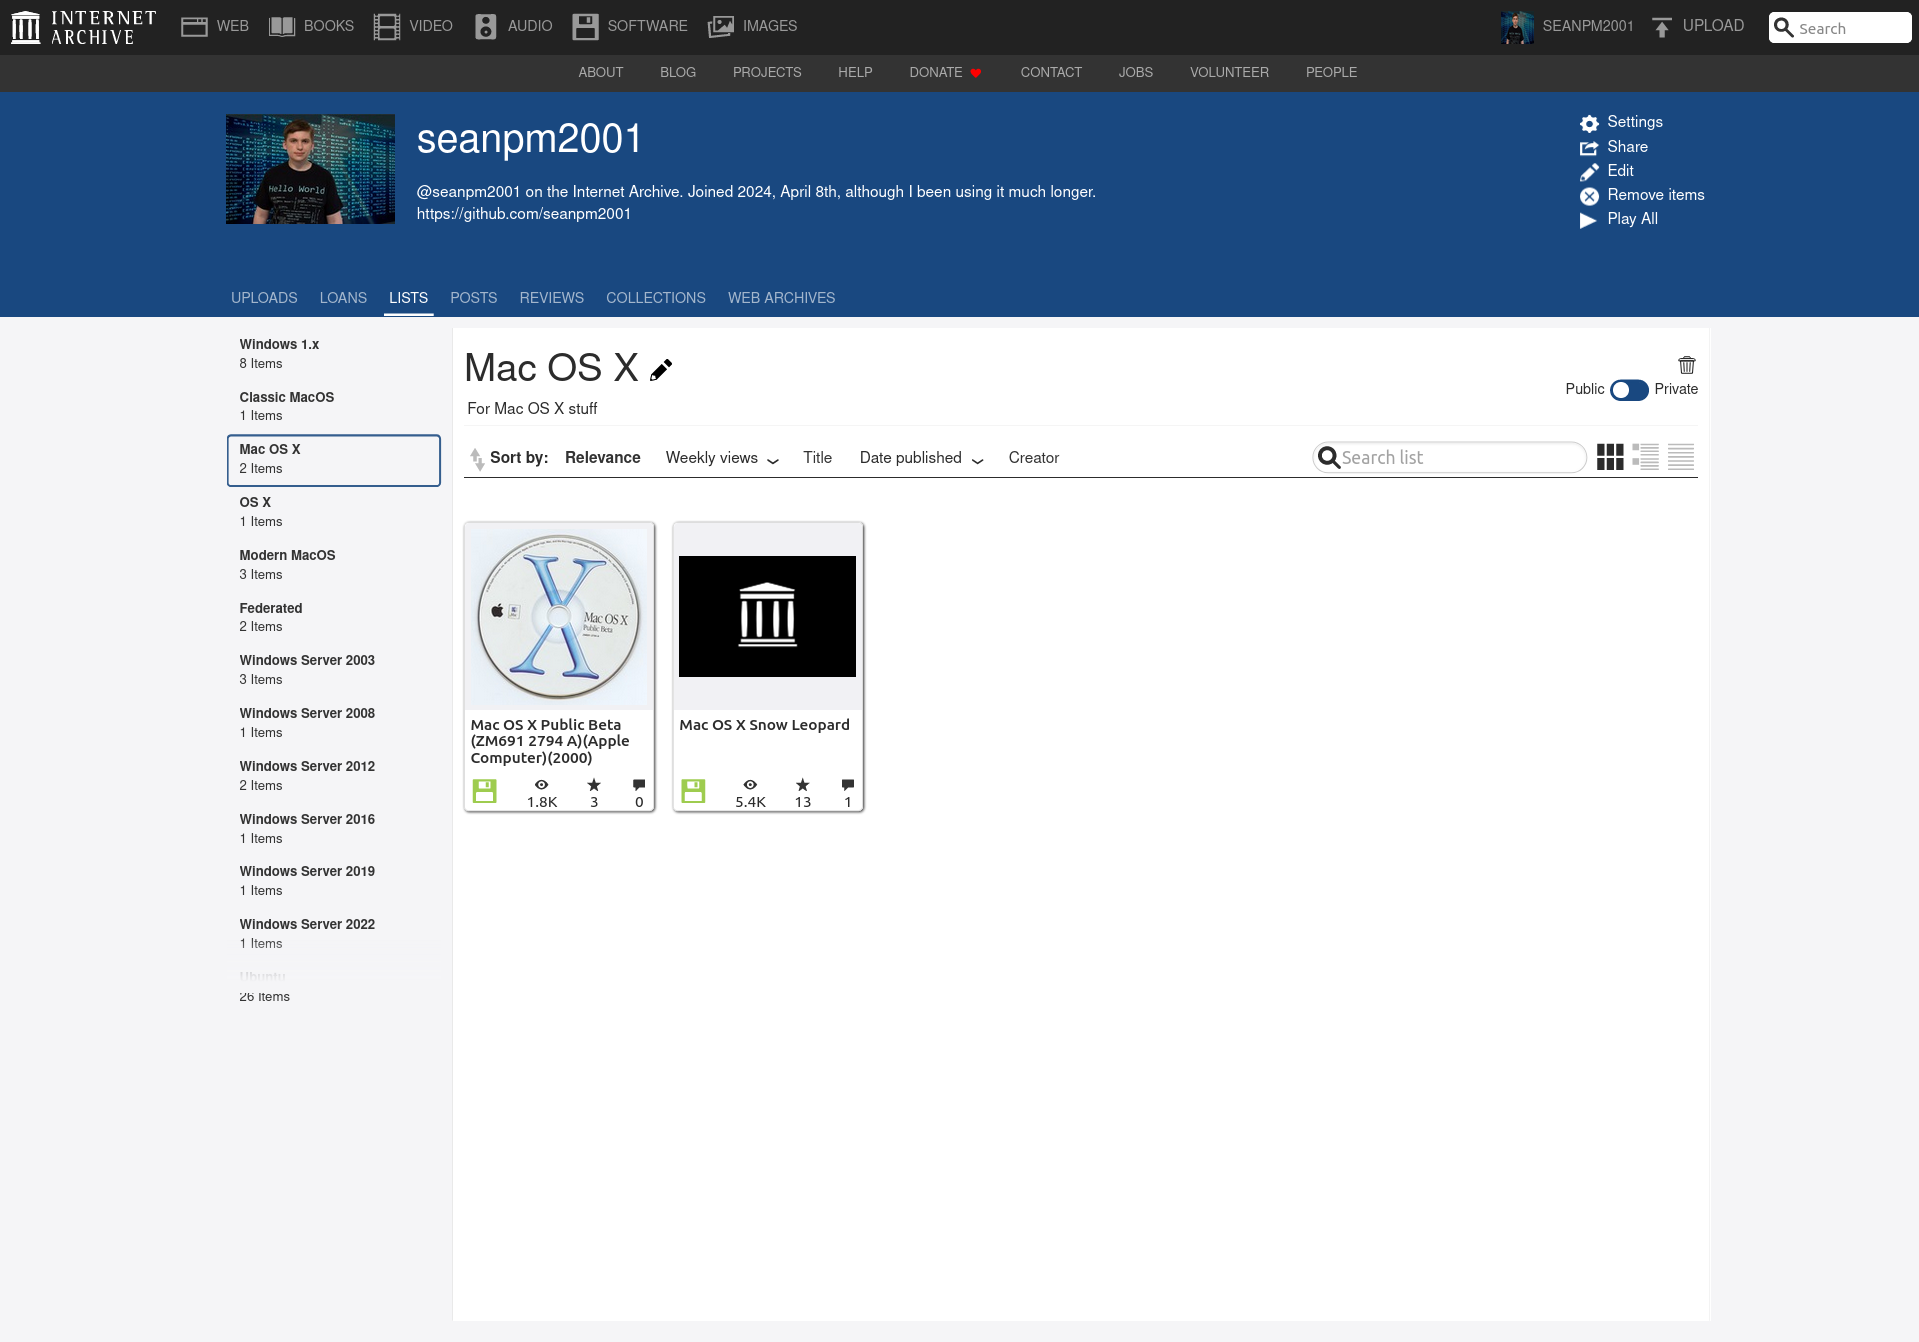 INTERNET
ARCHIVE
WEB
BOOKS
VIDEO
AUDIO
SOFTWARE
IMAGES
SEANPM2001
UPLOAD
Search
ABOUT
BLOG
PROJECTS
HELP
DONATE
CONTACT
JOBS
VOLUNTEER
PEOPLE
Hello World
seanpm2001
@seanpm2001 on the Internet Archive. Joined 2024, April 8th, although I been using it much longer.
https://github.com/seanpm2001
Settings
Share
Edit
Remove items
Play All
UPLOADS
LOANS
LISTS
POSTS
REVIEWS
COLLECTIONS
WEB ARCHIVES
Windows 1.x
8 Items
Classic MacOS
1 Items
Mac OS X
2 Items
OS X
1 Items
Modern MacOS
3 Items
Federated
2 Items
Windows Server 2003
3 Items
Windows Server 2008
1 Items
Windows Server 2012
2 Items
Windows Server 2016
1 Items
Windows Server 2019
1 Items
Windows Server 2022
1 Items
Ubuntu
26 Items
Mac OS X
For Mac OS X stuff
Public
Private
Sort by:
Relevance
Weekly views
Title
Date published
Creator
Search list
Mac OS X
Public Beta
Mac OS X Public Beta
(ZM691 2794 A)(Apple
Computer)(2000)
1.8K
3
0
Mac OS X Snow Leopard
5.4K
13
1